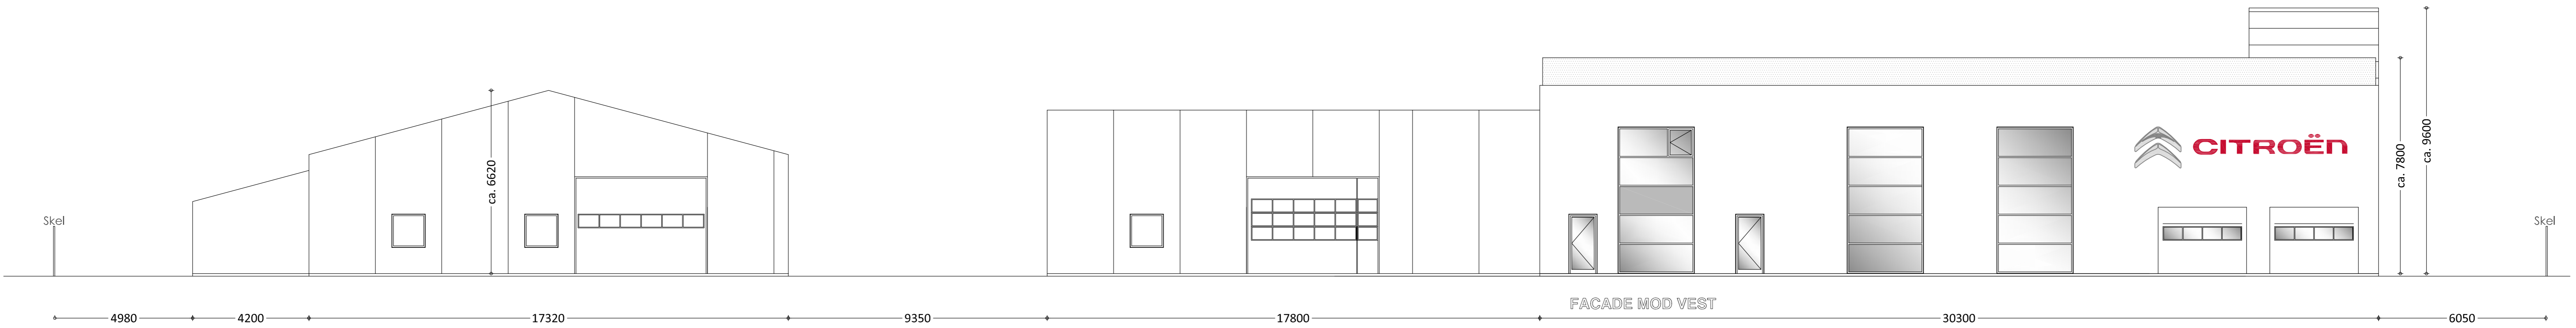 ca. 9600
ca. 7800
CITROËN
ca. 6620
Skel
Skel
FACADE MOD VEST
4980
4200
17320
9350
17800
30300
6050